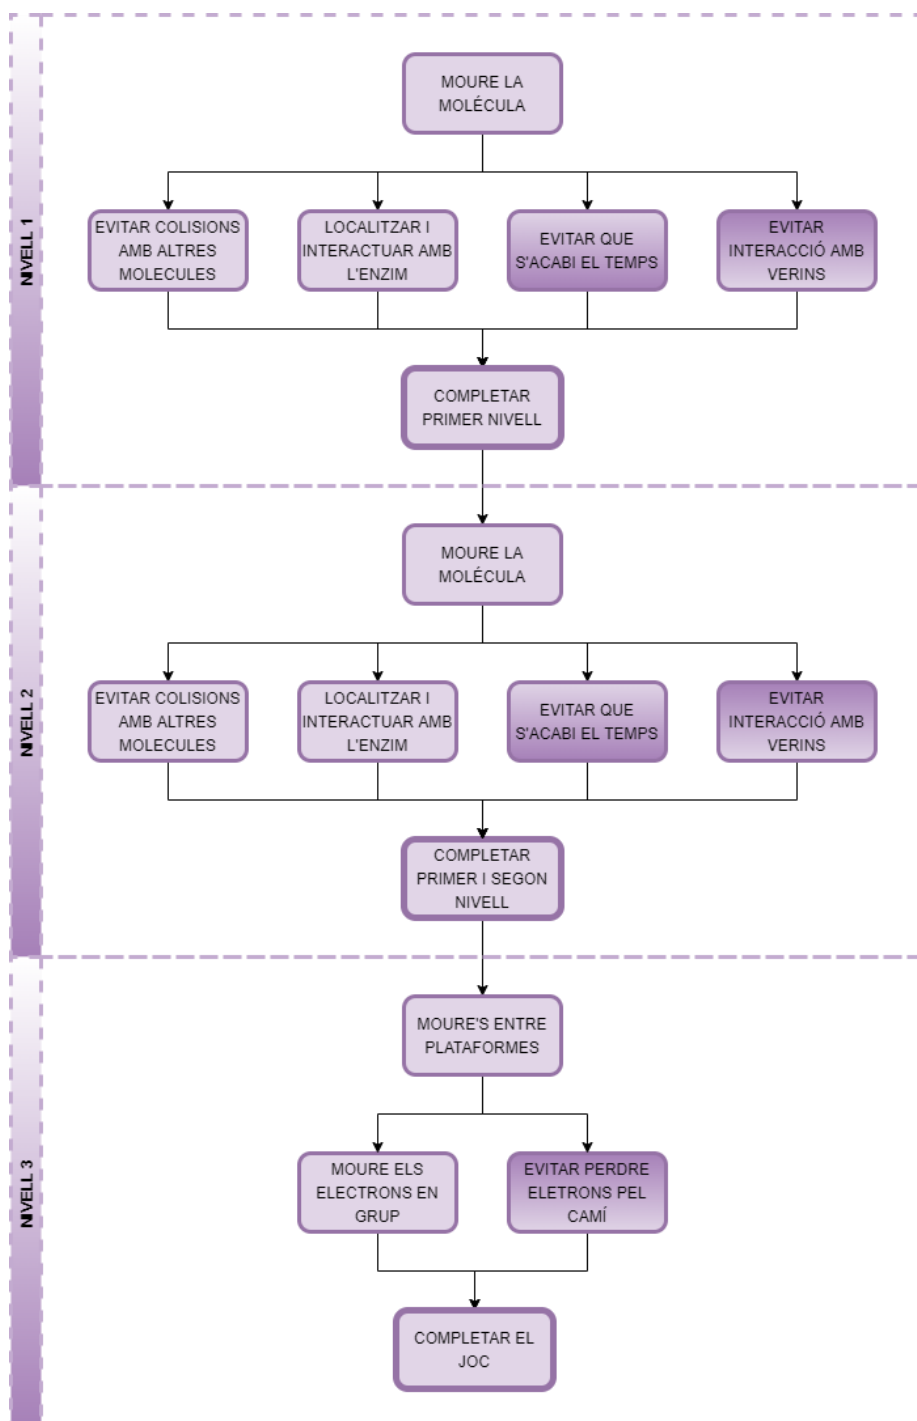 NIVELL 1
MOURE LA
MOLÉCULA
EVITAR COLISIONS
AMB ALTRES
MOLECULES
LOCALITZAR I
INTERACTUAR AMB
L'ENZIM
EVITAR QUE
S'ACABI EL TEMPS
EVITAR
INTERACCIÓ AMB
VERINS
COMPLETAR
PRIMER NIVELL
NIVELL 2
MOURE LA
MOLÉCULA
EVITAR COLISIONS
AMB ALTRES
MOLECULES
LOCALITZAR I
INTERACTUAR AMB
L'ENZIM
EVITAR QUE
S'ACABI EL TEMPS
EVITAR
INTERACCIÓ AMB
VERINS
COMPLETAR
PRIMER I SEGON
NIVELL
NIVELL 3
MOURE'S ENTRE
PLATAFORMES
MOURE ELS
ELECTRONS EN
GRUP
EVITAR PERDRE
ELETRONS PEL
CAMÍ
COMPLETAR EL
JOC